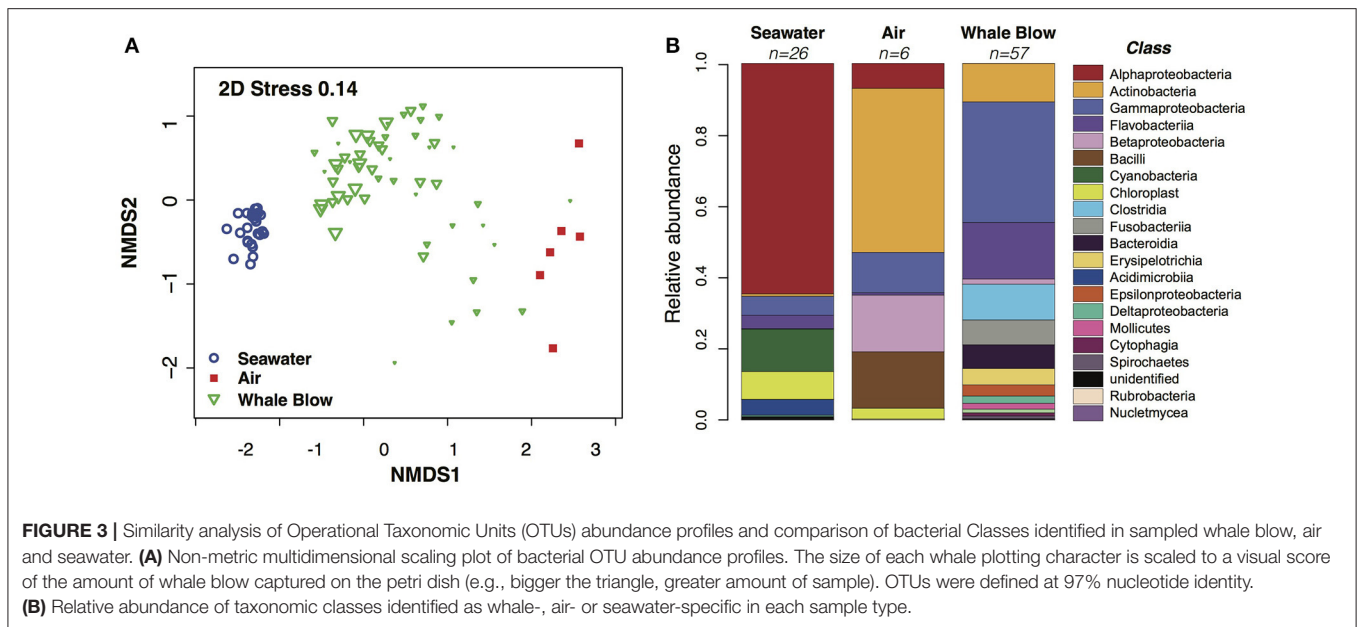 A
2D Stress 0.14
NMDS2
1
0
-1
-2
Seawater
Air
Whale Blow
-2 -1 0 1 2 3
NMDS1
B
Seawater Air Whale Blow
n=26 n=6 n=57
Relative abundance
1.0
0.8
0.6
0.4
0.2
0.0
Class
Alphaproteobacteria
Actinobacteria
Gammaproteobacteria
Flavobacteriia
Betaproteobacteria
Bacilli
Cyanobacteria
Chloroplast
Clostridia
Fusobacteriia
Bacteroidia
Erysipelotrichia
Acidimicrobiia
Epsilonproteobacteria
Deltaproteobacteria
Mollicutes
Cytophagia
Spirochaetes
unidentified
Rubrobacteria
Nucletmycea
FIGURE 3 | Similarity analysis of Operational Taxonomic Units (OTUs) abundance profiles and comparison of bacterial Classes identified in sampled whale blow, air
and seawater. (A) Non-metric multidimensional scaling plot of bacterial OTU abundance profiles. The size of each whale plotting character is scaled to a visual score
of the amount of whale blow captured on the petri dish (e.g., bigger the triangle, greater amount of sample). OTUs were defined at 97% nucleotide identity.
(B) Relative abundance of taxonomic classes identified as whale-, air- or seawater-specific in each sample type.